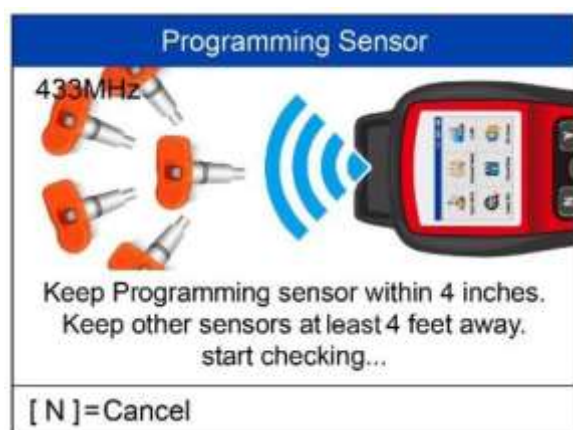 Programming Sensor
433MHz
Keep Programming sensor within 4 inches.
Keep other sensors at least 4 feet away.
start checking...
[ N ]=Cancel
Y
N